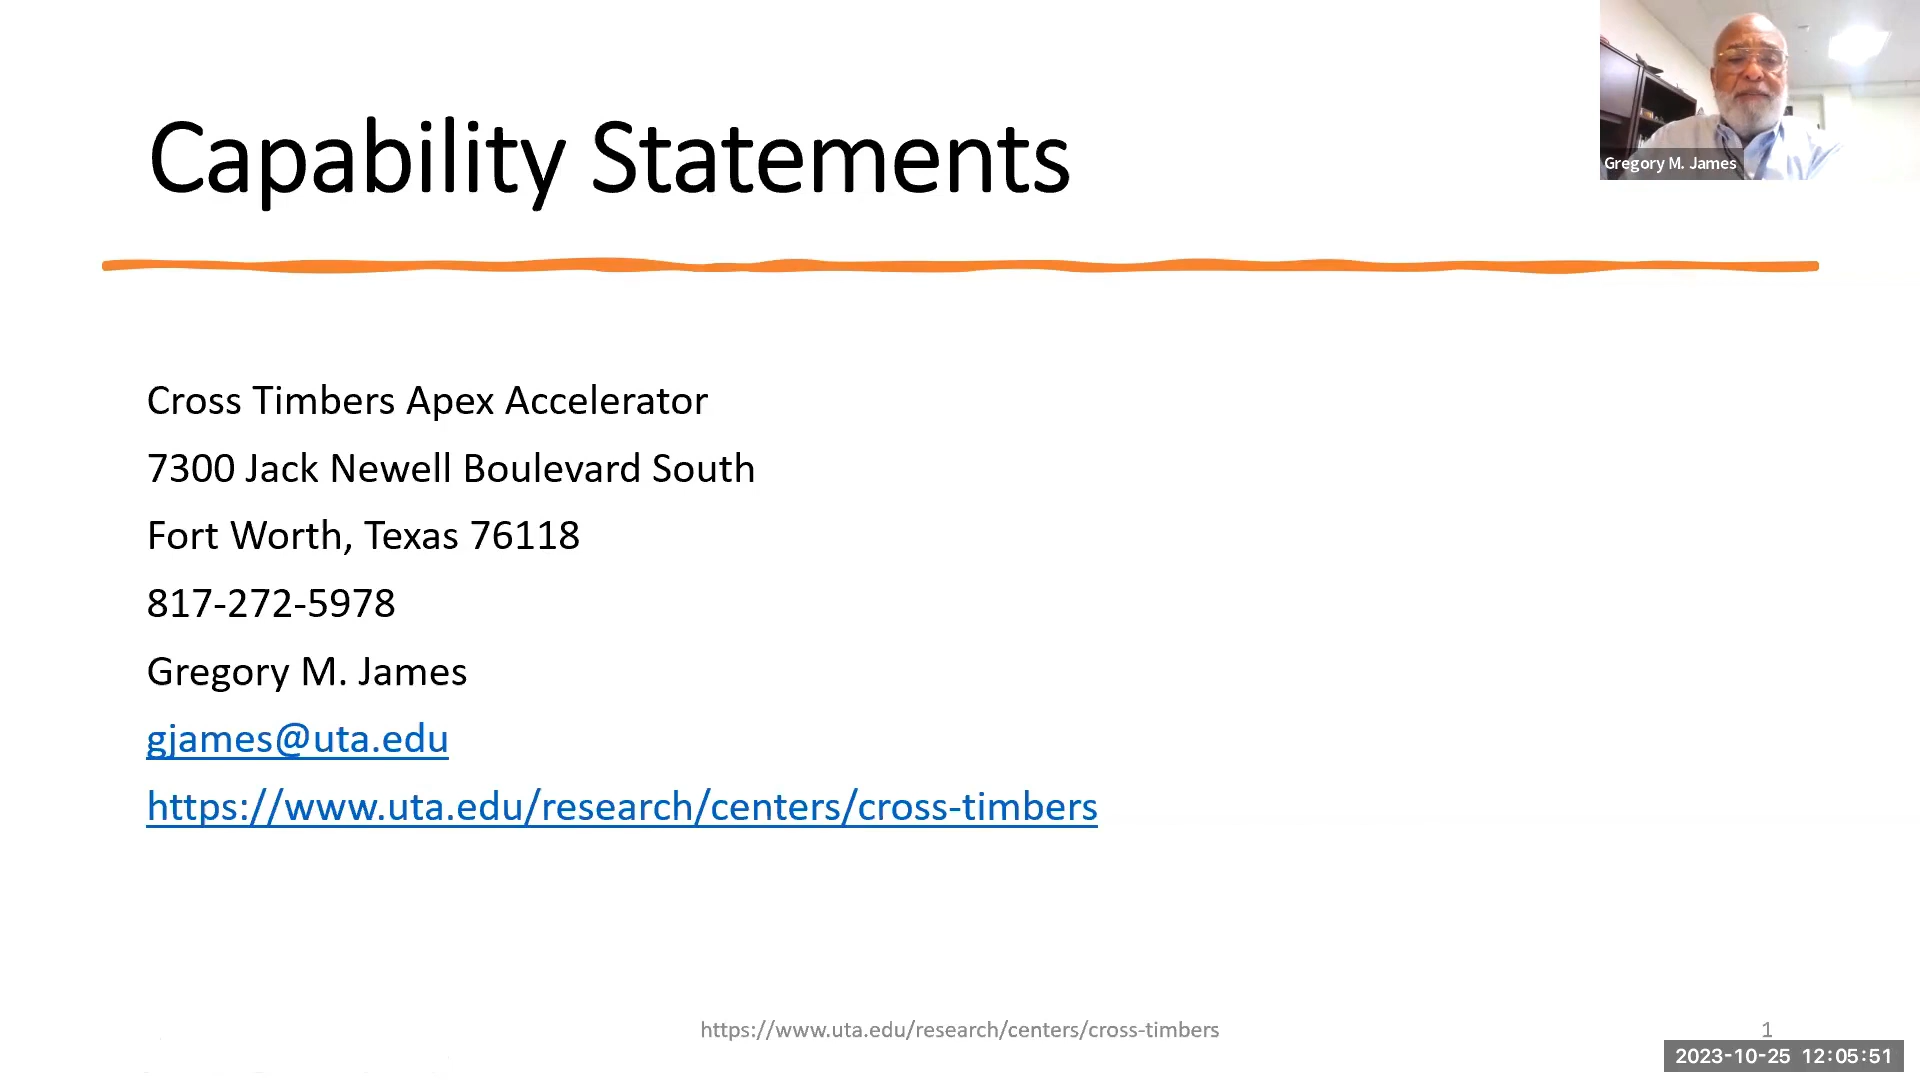 Capability Statements
Gregory M. James
Cross Timbers Apex Accelerator
7300 Jack Newell Boulevard South
Fort Worth, Texas 76118
817-272-5978
Gregory M. James
gjames@uta.edu
https://www.uta.edu/research/centers/cross-timbers
https://www.uta.edu/research/centers/cross-timbers
1
2023-10-25 12:05:51